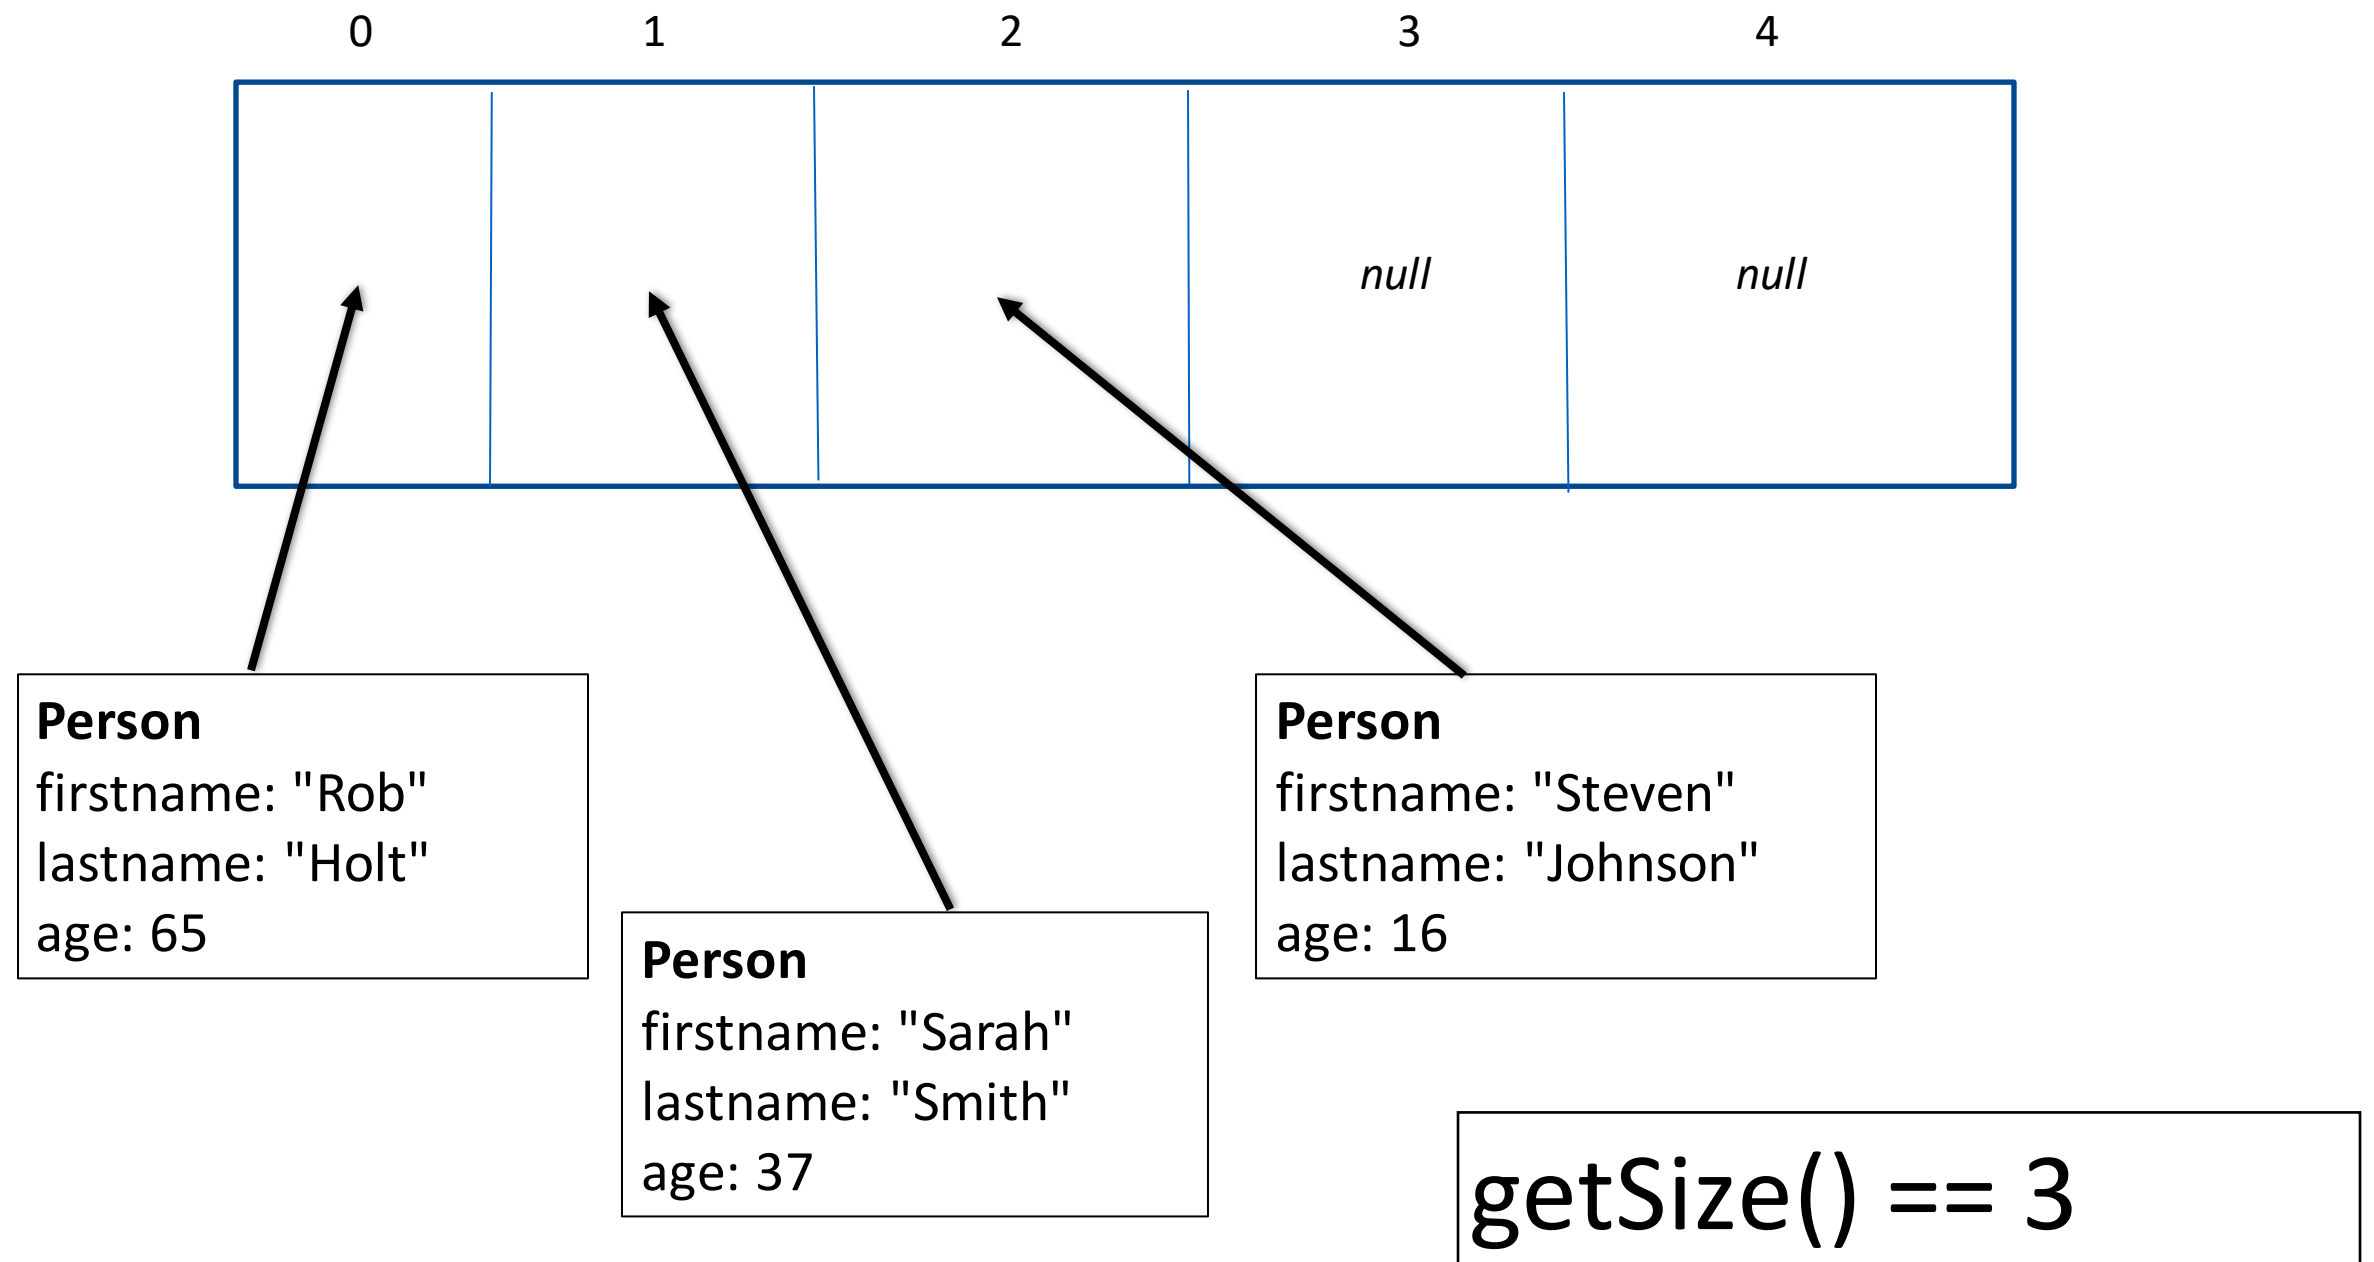 0 1 2 3 4
null null
Person
firstname: "Rob"
lastname: "Holt"
age: 65
Person
firstname: "Sarah"
lastname: "Smith"
age: 37
Person
firstname: "Steven"
lastname: "Johnson"
age: 16
getSize() == 3